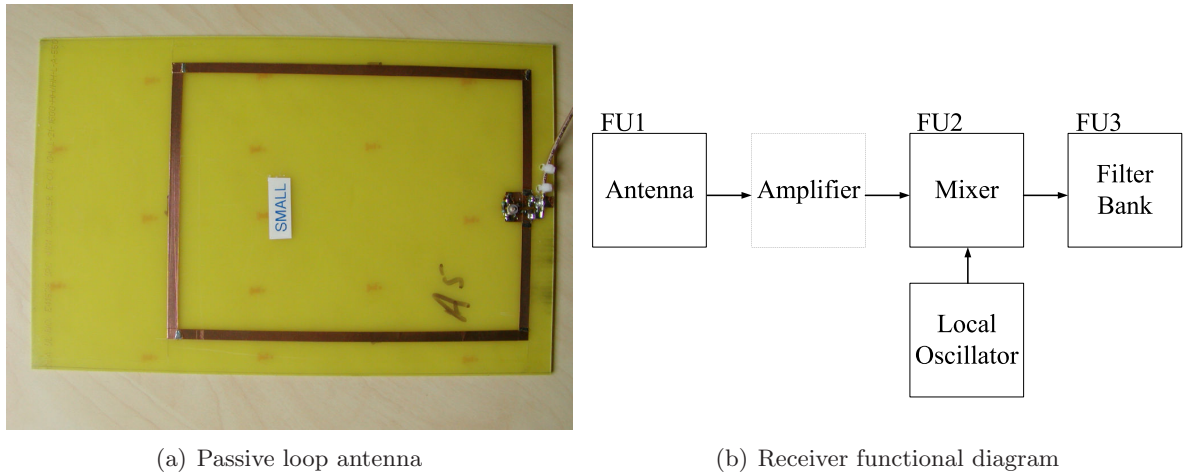 SMALL
A5
FU1
FU2
FU3
Antenna
Amplifier
Mixer
Filter
Bank
Local
Oscillator
(a) Passive loop antenna
(b) Receiver functional diagram